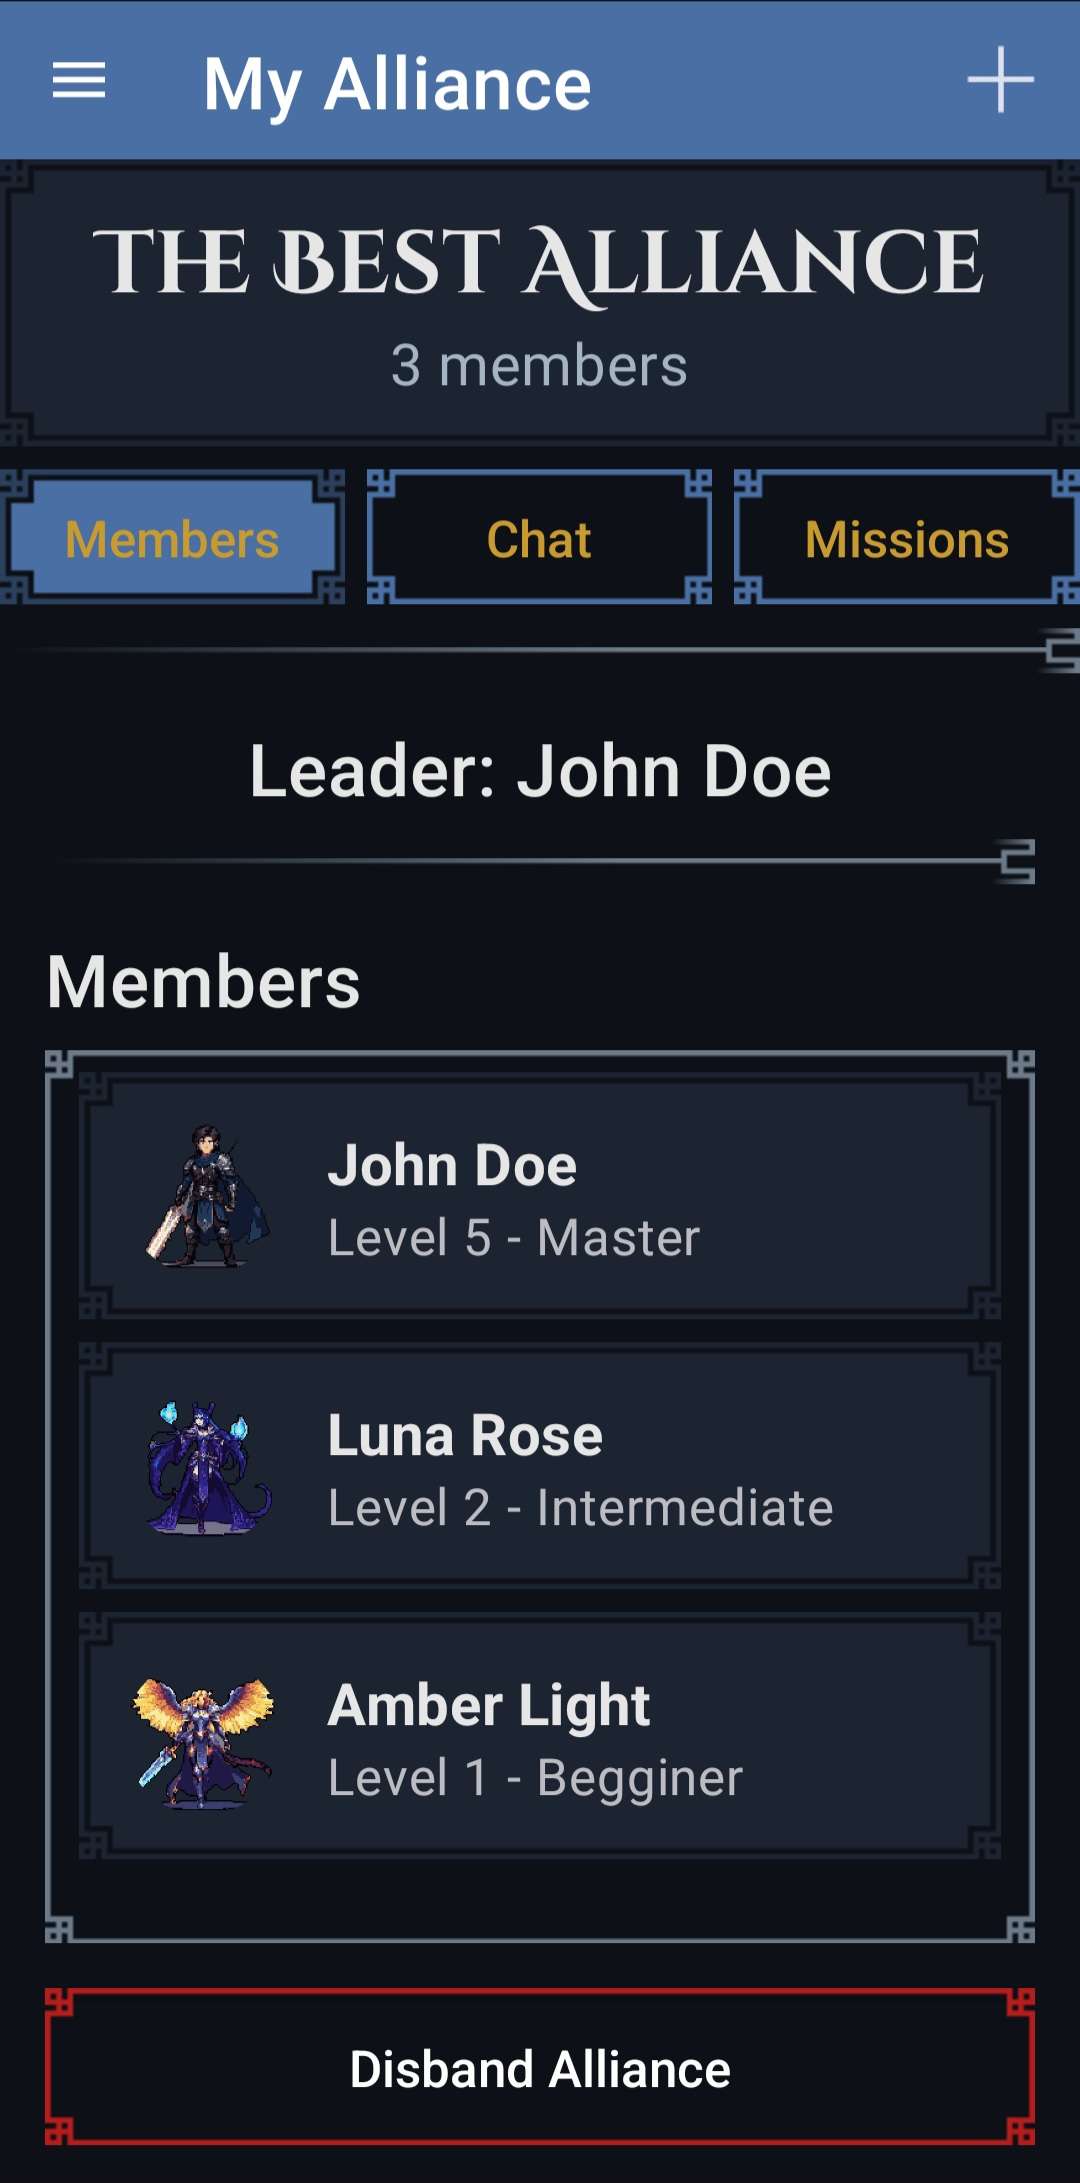 My Alliance
The Best Alliance
3 members
Members
Chat
Missions
Leader: John Doe
Members
John Doe
Level 5 - Master
Luna Rose
Level 2 - Intermediate
Amber Light
Level 1 - Begginer
Disband Alliance